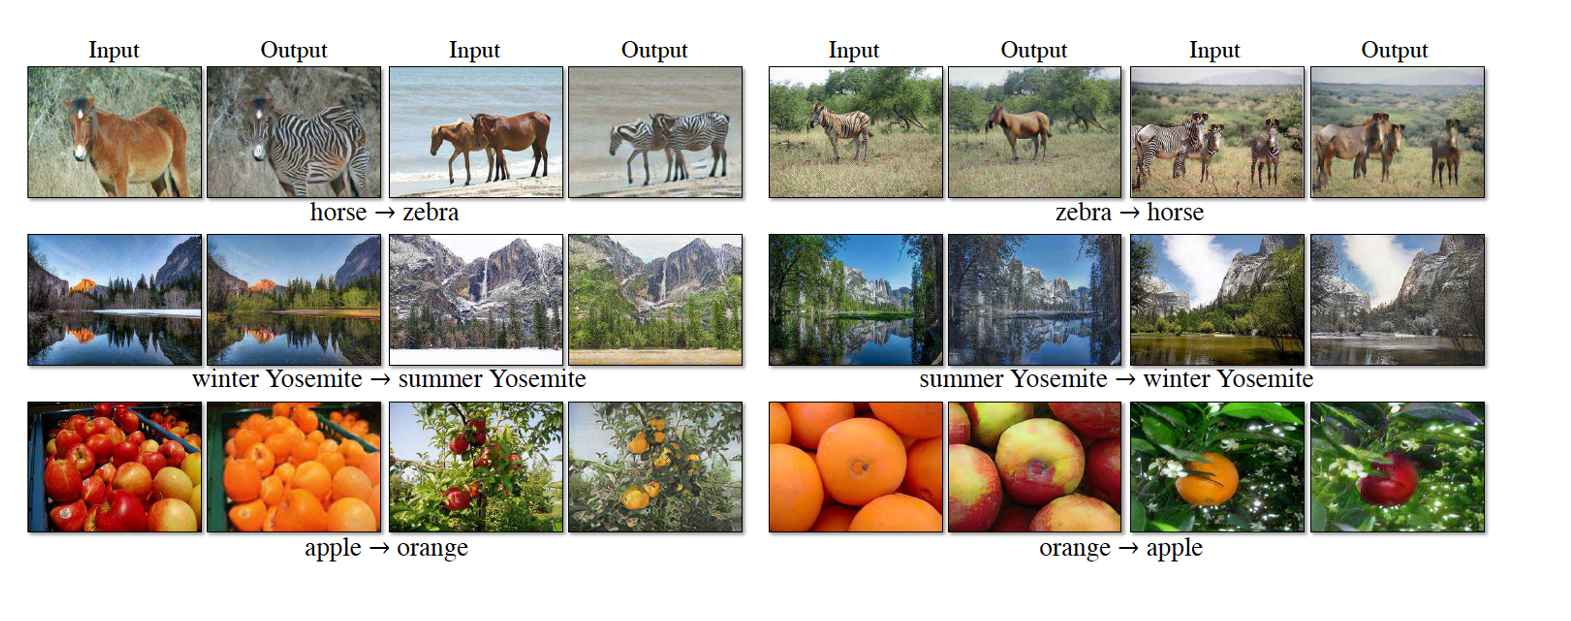 Input Output Input Output Input Output Input Output
horse → zebra zebra → horse
winter Yosemite → summer Yosemite summer Yosemite → winter Yosemite
apple → orange orange → apple